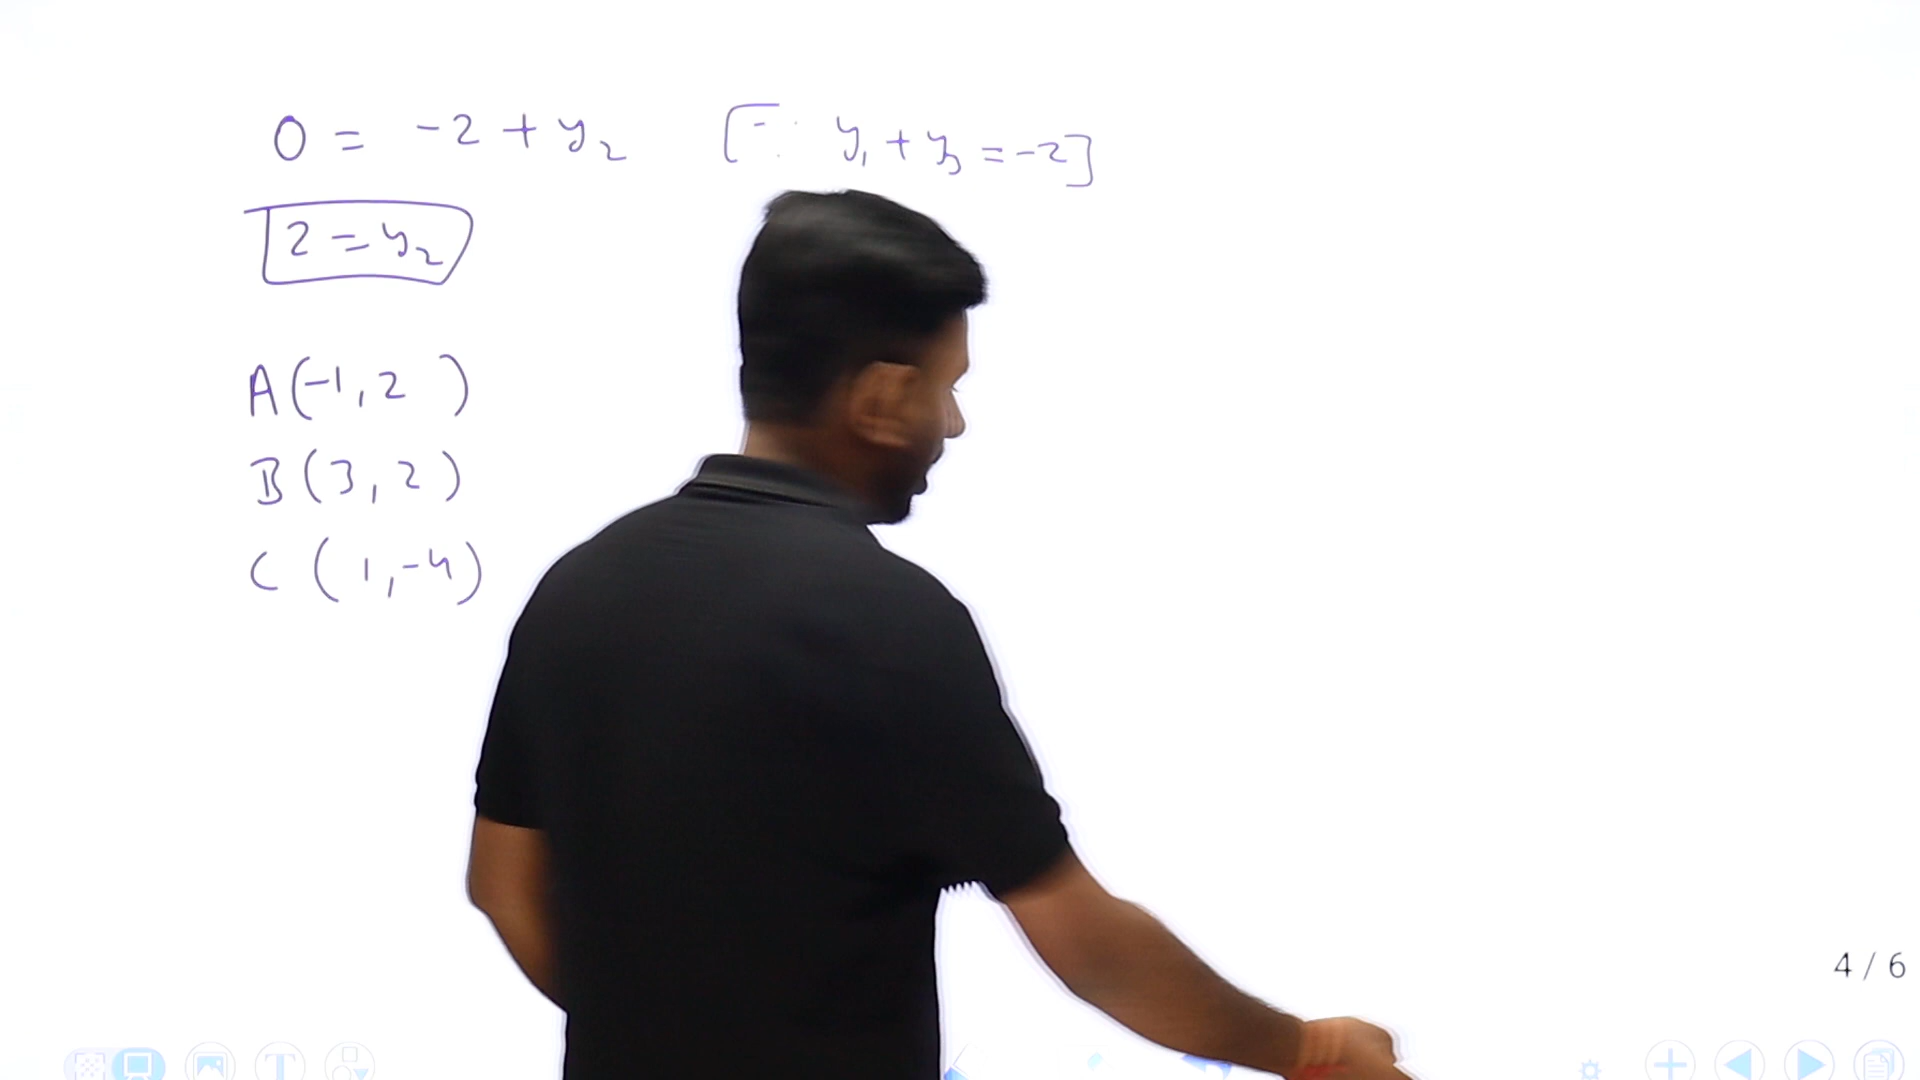 0 = -2 + y₂ [∵ y₁ + y₃ = -2]
2 = y₂
A(-1, 2 )
B(3, 2)
C (1, -4)
4 / 6
T